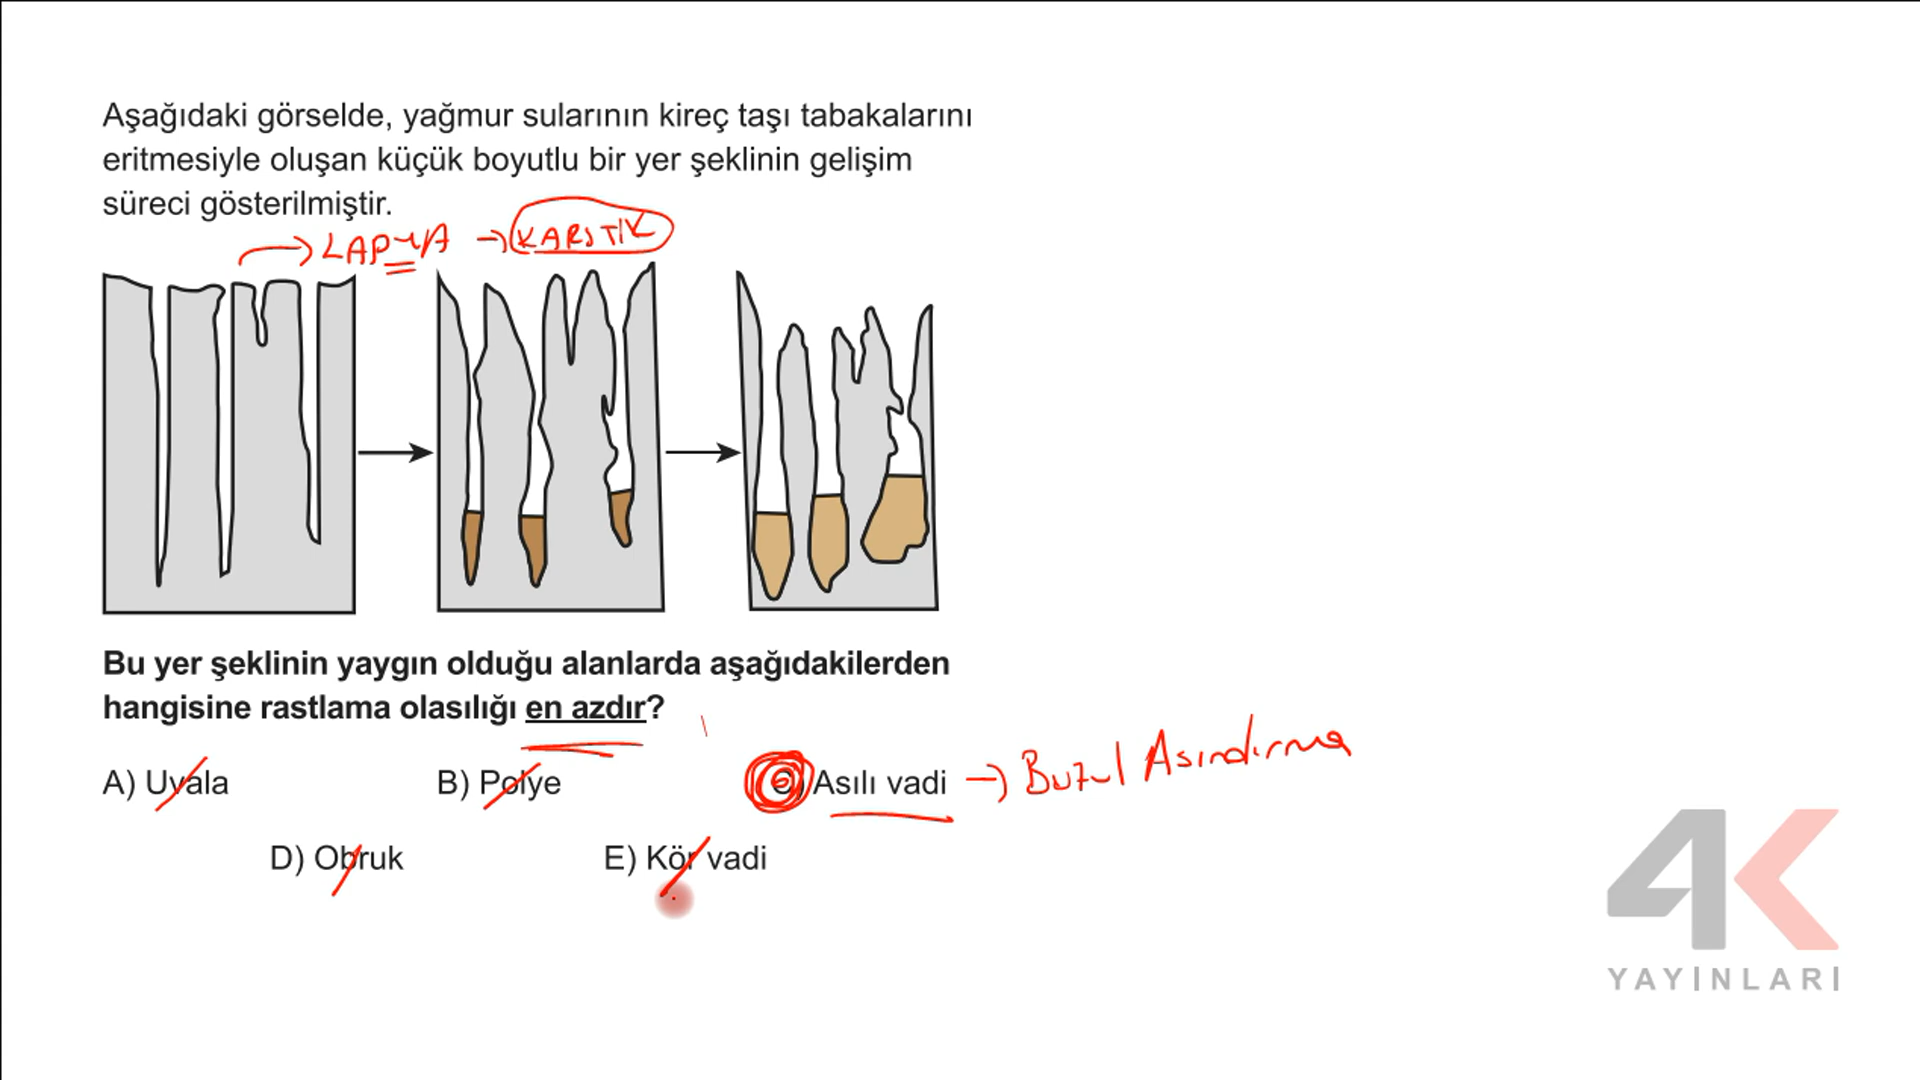 Aşağıdaki görselde, yağmur sularının kireç taşı tabakalarını
eritmesiyle oluşan küçük boyutlu bir yer şeklinin gelişim
süreci gösterilmiştir.
→ LAPYA → KARSTİK
Bu yer şeklinin yaygın olduğu alanlarda aşağıdakilerden
hangisine rastlama olasılığı en azdır?
A) Uvala B) Polye C) Asılı vadi → Buzul Aşındırma
D) Obruk E) Kör vadi
4K
YAYINLARI